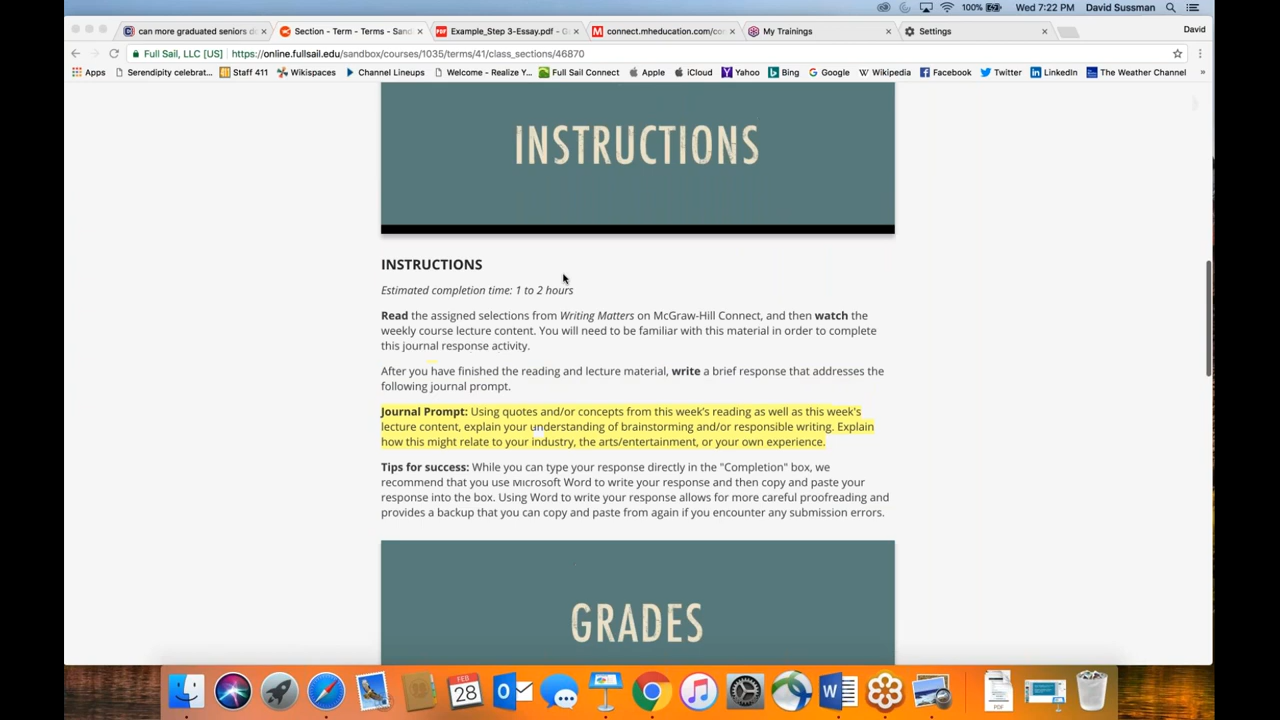 100% Wed 7:22 PM David Sussman
can more graduated seniors d
Section - Term - Terms - Sand
Example_Step 3-Essay.pdf - G
connect.mheducation.com/co
My Trainings
Settings
David
Full Sail, LLC [US] https://online.fullsail.edu/sandbox/courses/1035/terms/41/class_sections/46870
Apps Serendipity celebrat... Staff 411 Wikispaces Channel Lineups Welcome - Realize Y... Full Sail Connect Apple iCloud Yahoo Bing Google Wikipedia Facebook Twitter LinkedIn The Weather Channel »
INSTRUCTIONS
INSTRUCTIONS
Estimated completion time: 1 to 2 hours
Read the assigned selections from Writing Matters on McGraw-Hill Connect, and then watch the
weekly course lecture content. You will need to be familiar with this material in order to complete
this journal response activity.
After you have finished the reading and lecture material, write a brief response that addresses the
following journal prompt.
Journal Prompt: Using quotes and/or concepts from this week's reading as well as this week's
lecture content, explain your understanding of brainstorming and/or responsible writing. Explain
how this might relate to your industry, the arts/entertainment, or your own experience.
Tips for success: While you can type your response directly in the "Completion" box, we
recommend that you use Microsoft Word to write your response and then copy and paste your
response into the box. Using Word to write your response allows for more careful proofreading and
provides a backup that you can copy and paste from again if you encounter any submission errors.
GRADES
FEB
28
PDF